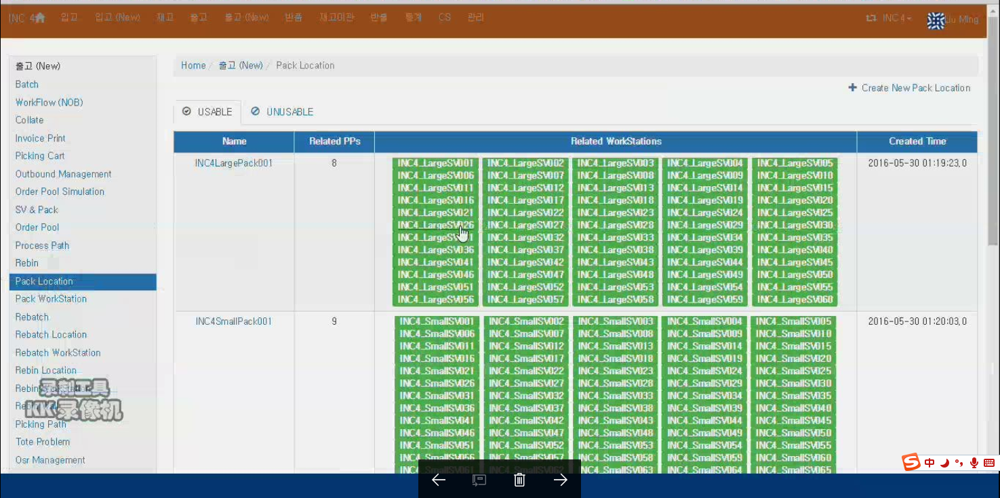 INC 4 입고 입고 (New) 재고 출고 출고 (New) 반품 재고이관 반출 통계 CS 관리 INC 4 Liu Ming
출고 (New)
Batch
WorkFlow (NOB)
Collate
Invoice Print
Picking Cart
Outbound Management
Order Pool Simulation
SV & Pack
Order Pool
Process Path
Rebin
Pack Location
Pack WorkStation
Rebatch
Rebatch Location
Rebatch WorkStation
Rebin Location
Rebin
Picking Path
Tote Problem
Osr Management
录制工具
KK录像机
Home / 출고 (New) / Pack Location
Create New Pack Location
USABLE UNUSABLE
Name Related PPs Related WorkStations Created Time
INC4LargePack001 8 INC4_LargeSV001 INC4_LargeSV002 INC4_LargeSV003 INC4_LargeSV004 INC4_LargeSV005 2016-05-30 01:19:23.0
INC4_LargeSV006 INC4_LargeSV007 INC4_LargeSV008 INC4_LargeSV009 INC4_LargeSV010
INC4_LargeSV011 INC4_LargeSV012 INC4_LargeSV013 INC4_LargeSV014 INC4_LargeSV015
INC4_LargeSV016 INC4_LargeSV017 INC4_LargeSV018 INC4_LargeSV019 INC4_LargeSV020
INC4_LargeSV021 INC4_LargeSV022 INC4_LargeSV023 INC4_LargeSV024 INC4_LargeSV025
INC4_LargeSV026 INC4_LargeSV027 INC4_LargeSV028 INC4_LargeSV029 INC4_LargeSV030
INC4_LargeSV032 INC4_LargeSV033 INC4_LargeSV034 INC4_LargeSV035
INC4_LargeSV036 INC4_LargeSV037 INC4_LargeSV038 INC4_LargeSV039 INC4_LargeSV040
INC4_LargeSV041 INC4_LargeSV042 INC4_LargeSV043 INC4_LargeSV044 INC4_LargeSV045
INC4_LargeSV046 INC4_LargeSV047 INC4_LargeSV048 INC4_LargeSV049 INC4_LargeSV050
INC4_LargeSV051 INC4_LargeSV052 INC4_LargeSV053 INC4_LargeSV054 INC4_LargeSV055
INC4_LargeSV056 INC4_LargeSV057 INC4_LargeSV058 INC4_LargeSV059 INC4_LargeSV060
INC4SmallPack001 9 INC4_SmallSV001 INC4_SmallSV002 INC4_SmallSV003 INC4_SmallSV004 INC4_SmallSV005 2016-05-30 01:20:03.0
INC4_SmallSV006 INC4_SmallSV007 INC4_SmallSV008 INC4_SmallSV009 INC4_SmallSV010
INC4_SmallSV011 INC4_SmallSV012 INC4_SmallSV013 INC4_SmallSV014 INC4_SmallSV015
INC4_SmallSV016 INC4_SmallSV017 INC4_SmallSV018 INC4_SmallSV019 INC4_SmallSV020
INC4_SmallSV021 INC4_SmallSV022 INC4_SmallSV023 INC4_SmallSV024 INC4_SmallSV025
INC4_SmallSV026 INC4_SmallSV027 INC4_SmallSV028 INC4_SmallSV029 INC4_SmallSV030
INC4_SmallSV031 INC4_SmallSV032 INC4_SmallSV033 INC4_SmallSV034 INC4_SmallSV035
INC4_SmallSV036 INC4_SmallSV037 INC4_SmallSV038 INC4_SmallSV039 INC4_SmallSV040
INC4_SmallSV041 INC4_SmallSV042 INC4_SmallSV043 INC4_SmallSV044 INC4_SmallSV045
INC4_SmallSV046 INC4_SmallSV047 INC4_SmallSV048 INC4_SmallSV049 INC4_SmallSV050
INC4_SmallSV051 INC4_SmallSV052 INC4_SmallSV053 INC4_SmallSV054 INC4_SmallSV055
INC4_SmallSV056 INC4_SmallSV057 INC4_SmallSV058 INC4_SmallSV059 INC4_SmallSV060
INC4_SmallSV061 INC4_SmallSV062 INC4_SmallSV063 INC4_SmallSV064 INC4_SmallSV065
中